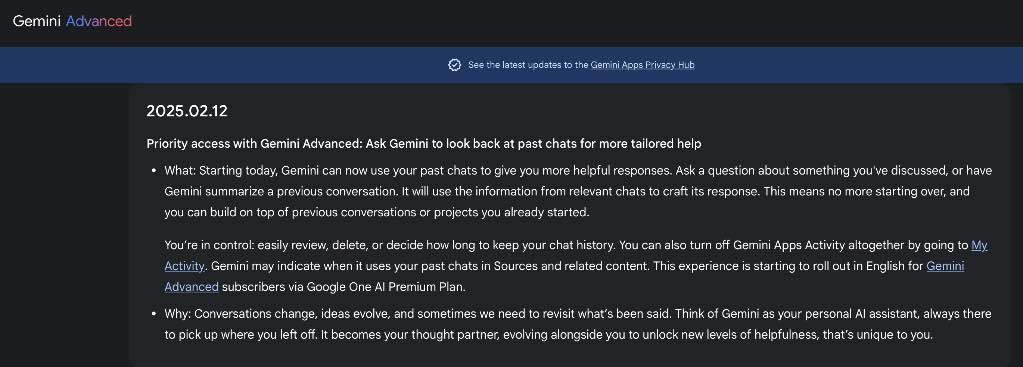 Gemini Advanced
See the latest updates to the Gemini Apps Privacy Hub
2025.02.12
Priority access with Gemini Advanced: Ask Gemini to look back at past chats for more tailored help
• What: Starting today, Gemini can now use your past chats to give you more helpful responses. Ask a question about something you've discussed, or have
Gemini summarize a previous conversation. It will use the information from relevant chats to craft its response. This means no more starting over, and
you can build on top of previous conversations or projects you already started.
You're in control: easily review, delete, or decide how long to keep your chat history. You can also turn off Gemini Apps Activity altogether by going to My
Activity. Gemini may indicate when it uses your past chats in Sources and related content. This experience is starting to roll out in English for Gemini
Advanced subscribers via Google One AI Premium Plan.
• Why: Conversations change, ideas evolve, and sometimes we need to revisit what's been said. Think of Gemini as your personal AI assistant, always there
to pick up where you left off. It becomes your thought partner, evolving alongside you to unlock new levels of helpfulness, that's unique to you.